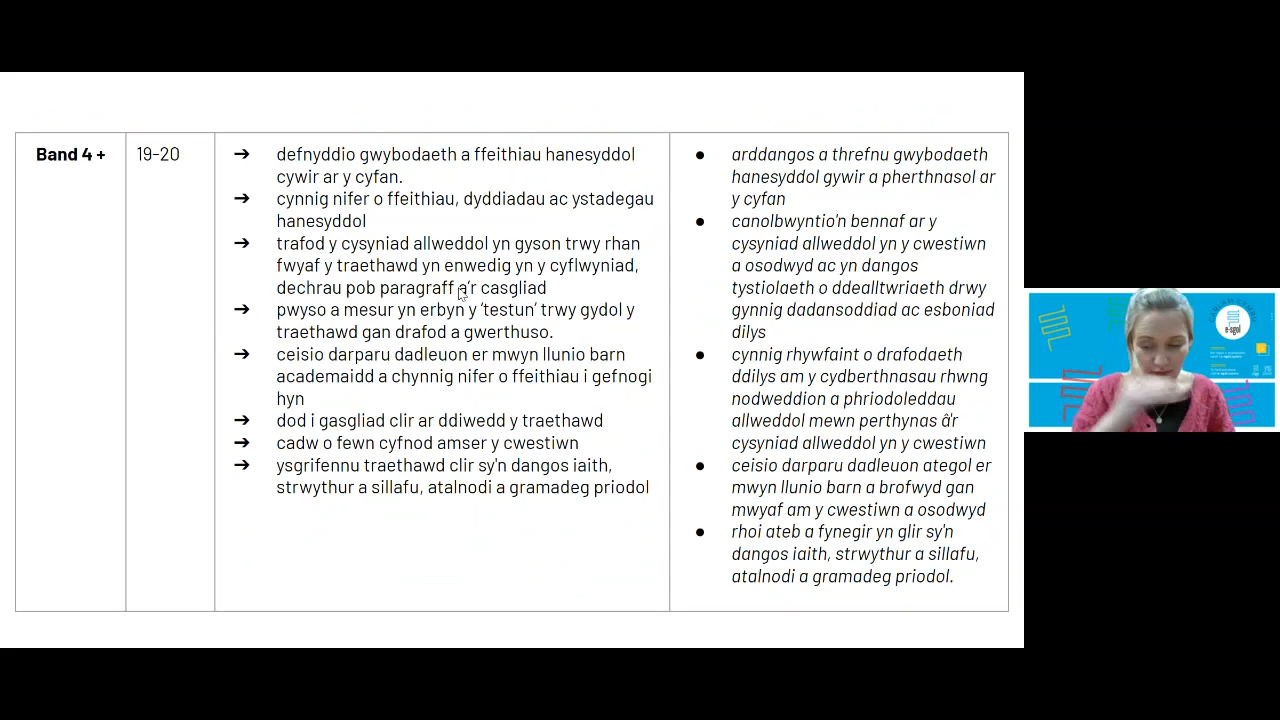 Band 4 +
19-20
➔ defnyddio gwybodaeth a ffeithiau hanesyddol
cywir ar y cyfan.
➔ cynnig nifer o ffeithiau, dyddiadau ac ystadegau
hanesyddol
➔ trafod y cysyniad allweddol yn gyson trwy rhan
fwyaf y traethawd yn enwedig yn y cyflwyniad,
dechrau pob paragraff a'r casgliad
➔ pwyso a mesur yn erbyn y ‘testun’ trwy gydol y
traethawd gan drafod a gwerthuso.
➔ ceisio darparu dadleuon er mwyn llunio barn
academaidd a chynnig nifer o ffeithiau i gefnogi
hyn
➔ dod i gasgliad clir ar ddiwedd y traethawd
➔ cadw o fewn cyfnod amser y cwestiwn
➔ ysgrifennu traethawd clir sy'n dangos iaith,
strwythur a sillafu, atalnodi a gramadeg priodol
● arddangos a threfnu gwybodaeth
hanesyddol gywir a pherthnasol ar
y cyfan
● canolbwyntio'n bennaf ar y
cysyniad allweddol yn y cwestiwn
a osodwyd ac yn dangos
tystiolaeth o ddealltwriaeth drwy
gynnig dadansoddiad ac esboniad
dilys
● cynnig rhywfaint o drafodaeth
ddilys am y cydberthnasau rhwng
nodweddion a phriodoleddau
allweddol mewn perthynas â'r
cysyniad allweddol yn y cwestiwn
● ceisio darparu dadleuon ategol er
mwyn llunio barn a brofwyd gan
mwyaf am y cwestiwn a osodwyd
● rhoi ateb a fynegir yn glir sy'n
dangos iaith, strwythur a sillafu,
atalnodi a gramadeg priodol.
e-sgol